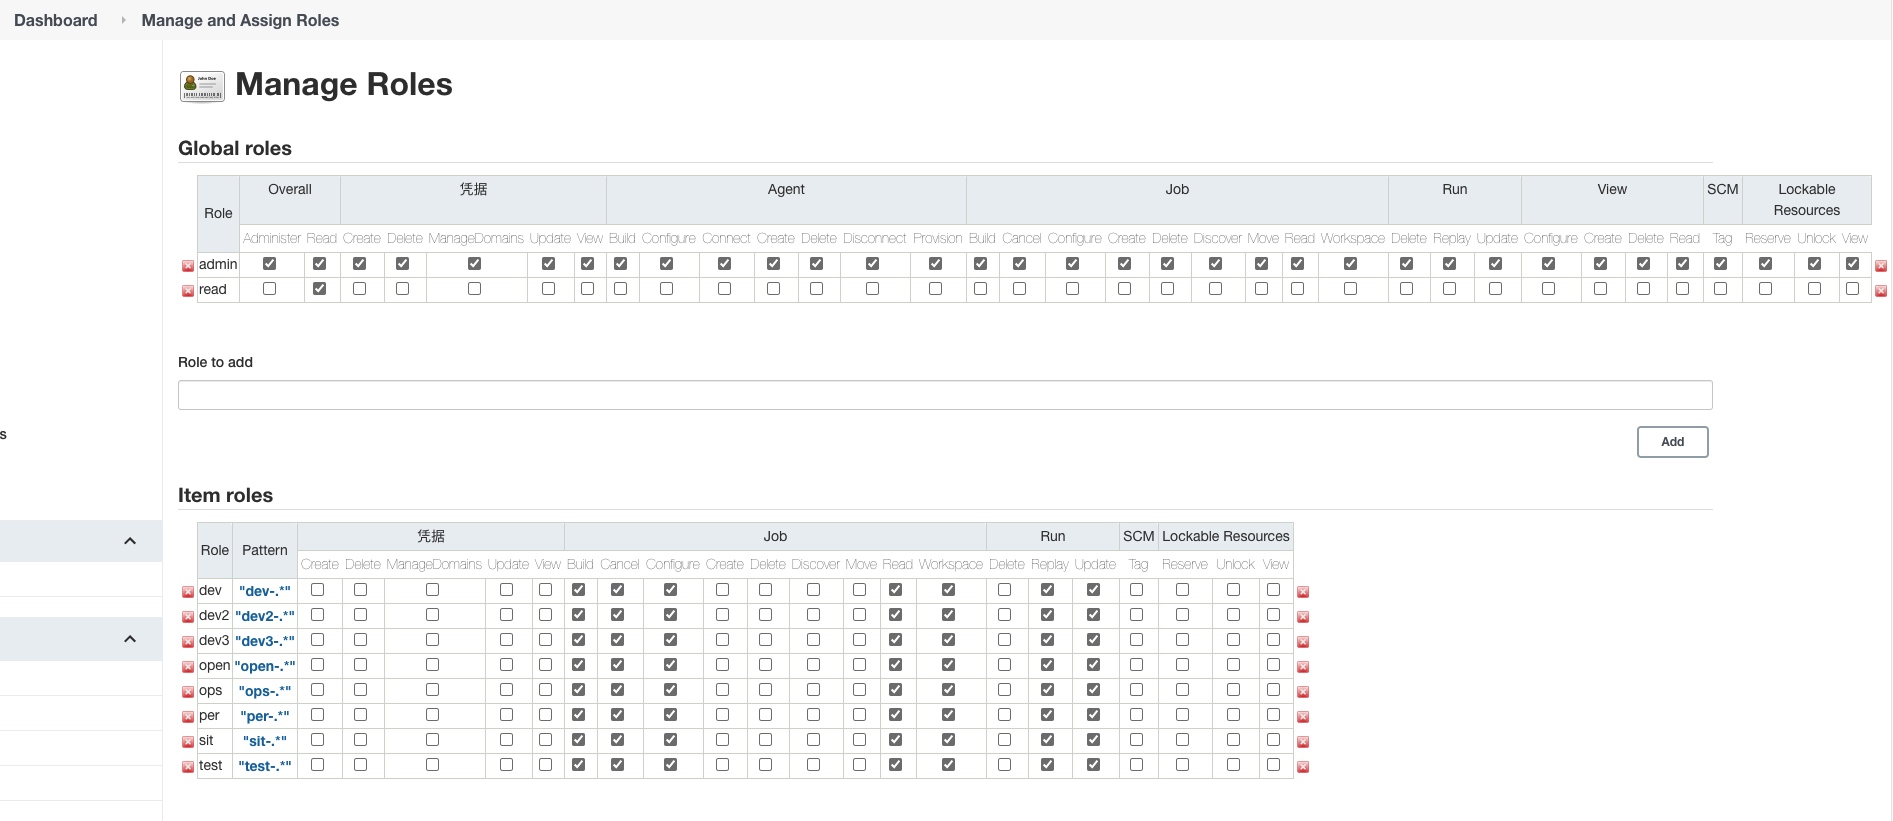 Dashboard Manage and Assign Roles
Manage Roles
Global roles
Role Overall 凭据 Agent Job Run View SCM Lockable Resources
Administer Read Create Delete ManageDomains Update View Build Configure Connect Create Delete Disconnect Provision Build Cancel Configure Create Delete Discover Move Read Workspace Delete Replay Update Configure Create Delete Read Tag Reserve Unlock View
admin
read
Role to add
s
Add
Item roles
Role Pattern 凭据 Job Run SCM Lockable Resources
Create Delete ManageDomains Update View Build Cancel Configure Create Delete Discover Move Read Workspace Delete Replay Update Tag Reserve Unlock View
dev "dev-.*"
dev2 "dev2-.*"
dev3 "dev3-.*"
open "open-.*"
ops "ops-.*"
per "per-.*"
sit "sit-.*"
test "test-.*"